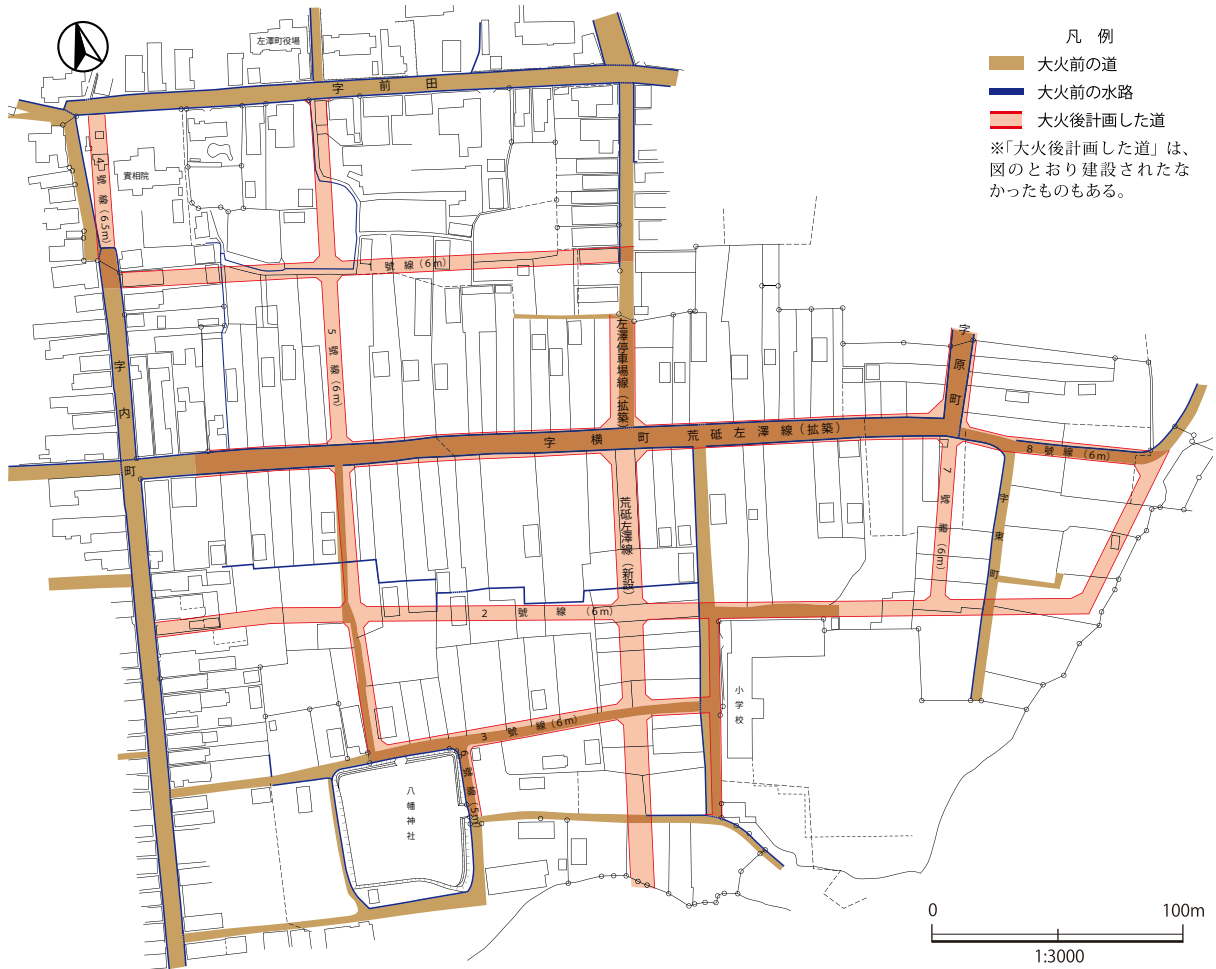 凡 例
大火前の道
大火前の水路
大火後計画した道
※「大火後計画した道」は、
図のとおり建設されたな
かったものもある。
左澤町役場
字前田
4號線(6.5m)
實相院
1號線(6m)
5號線(6m)
左澤停車場線(拡築)
字原町
字内町
字横町
荒砥左澤線(拡築)
8號線(6m)
7號線(6m)
字東町
荒砥左澤線(新設)
2號線(6m)
3號線(6m)
6號線(5m)
小学校
八幡神社
0 100m
1:3000